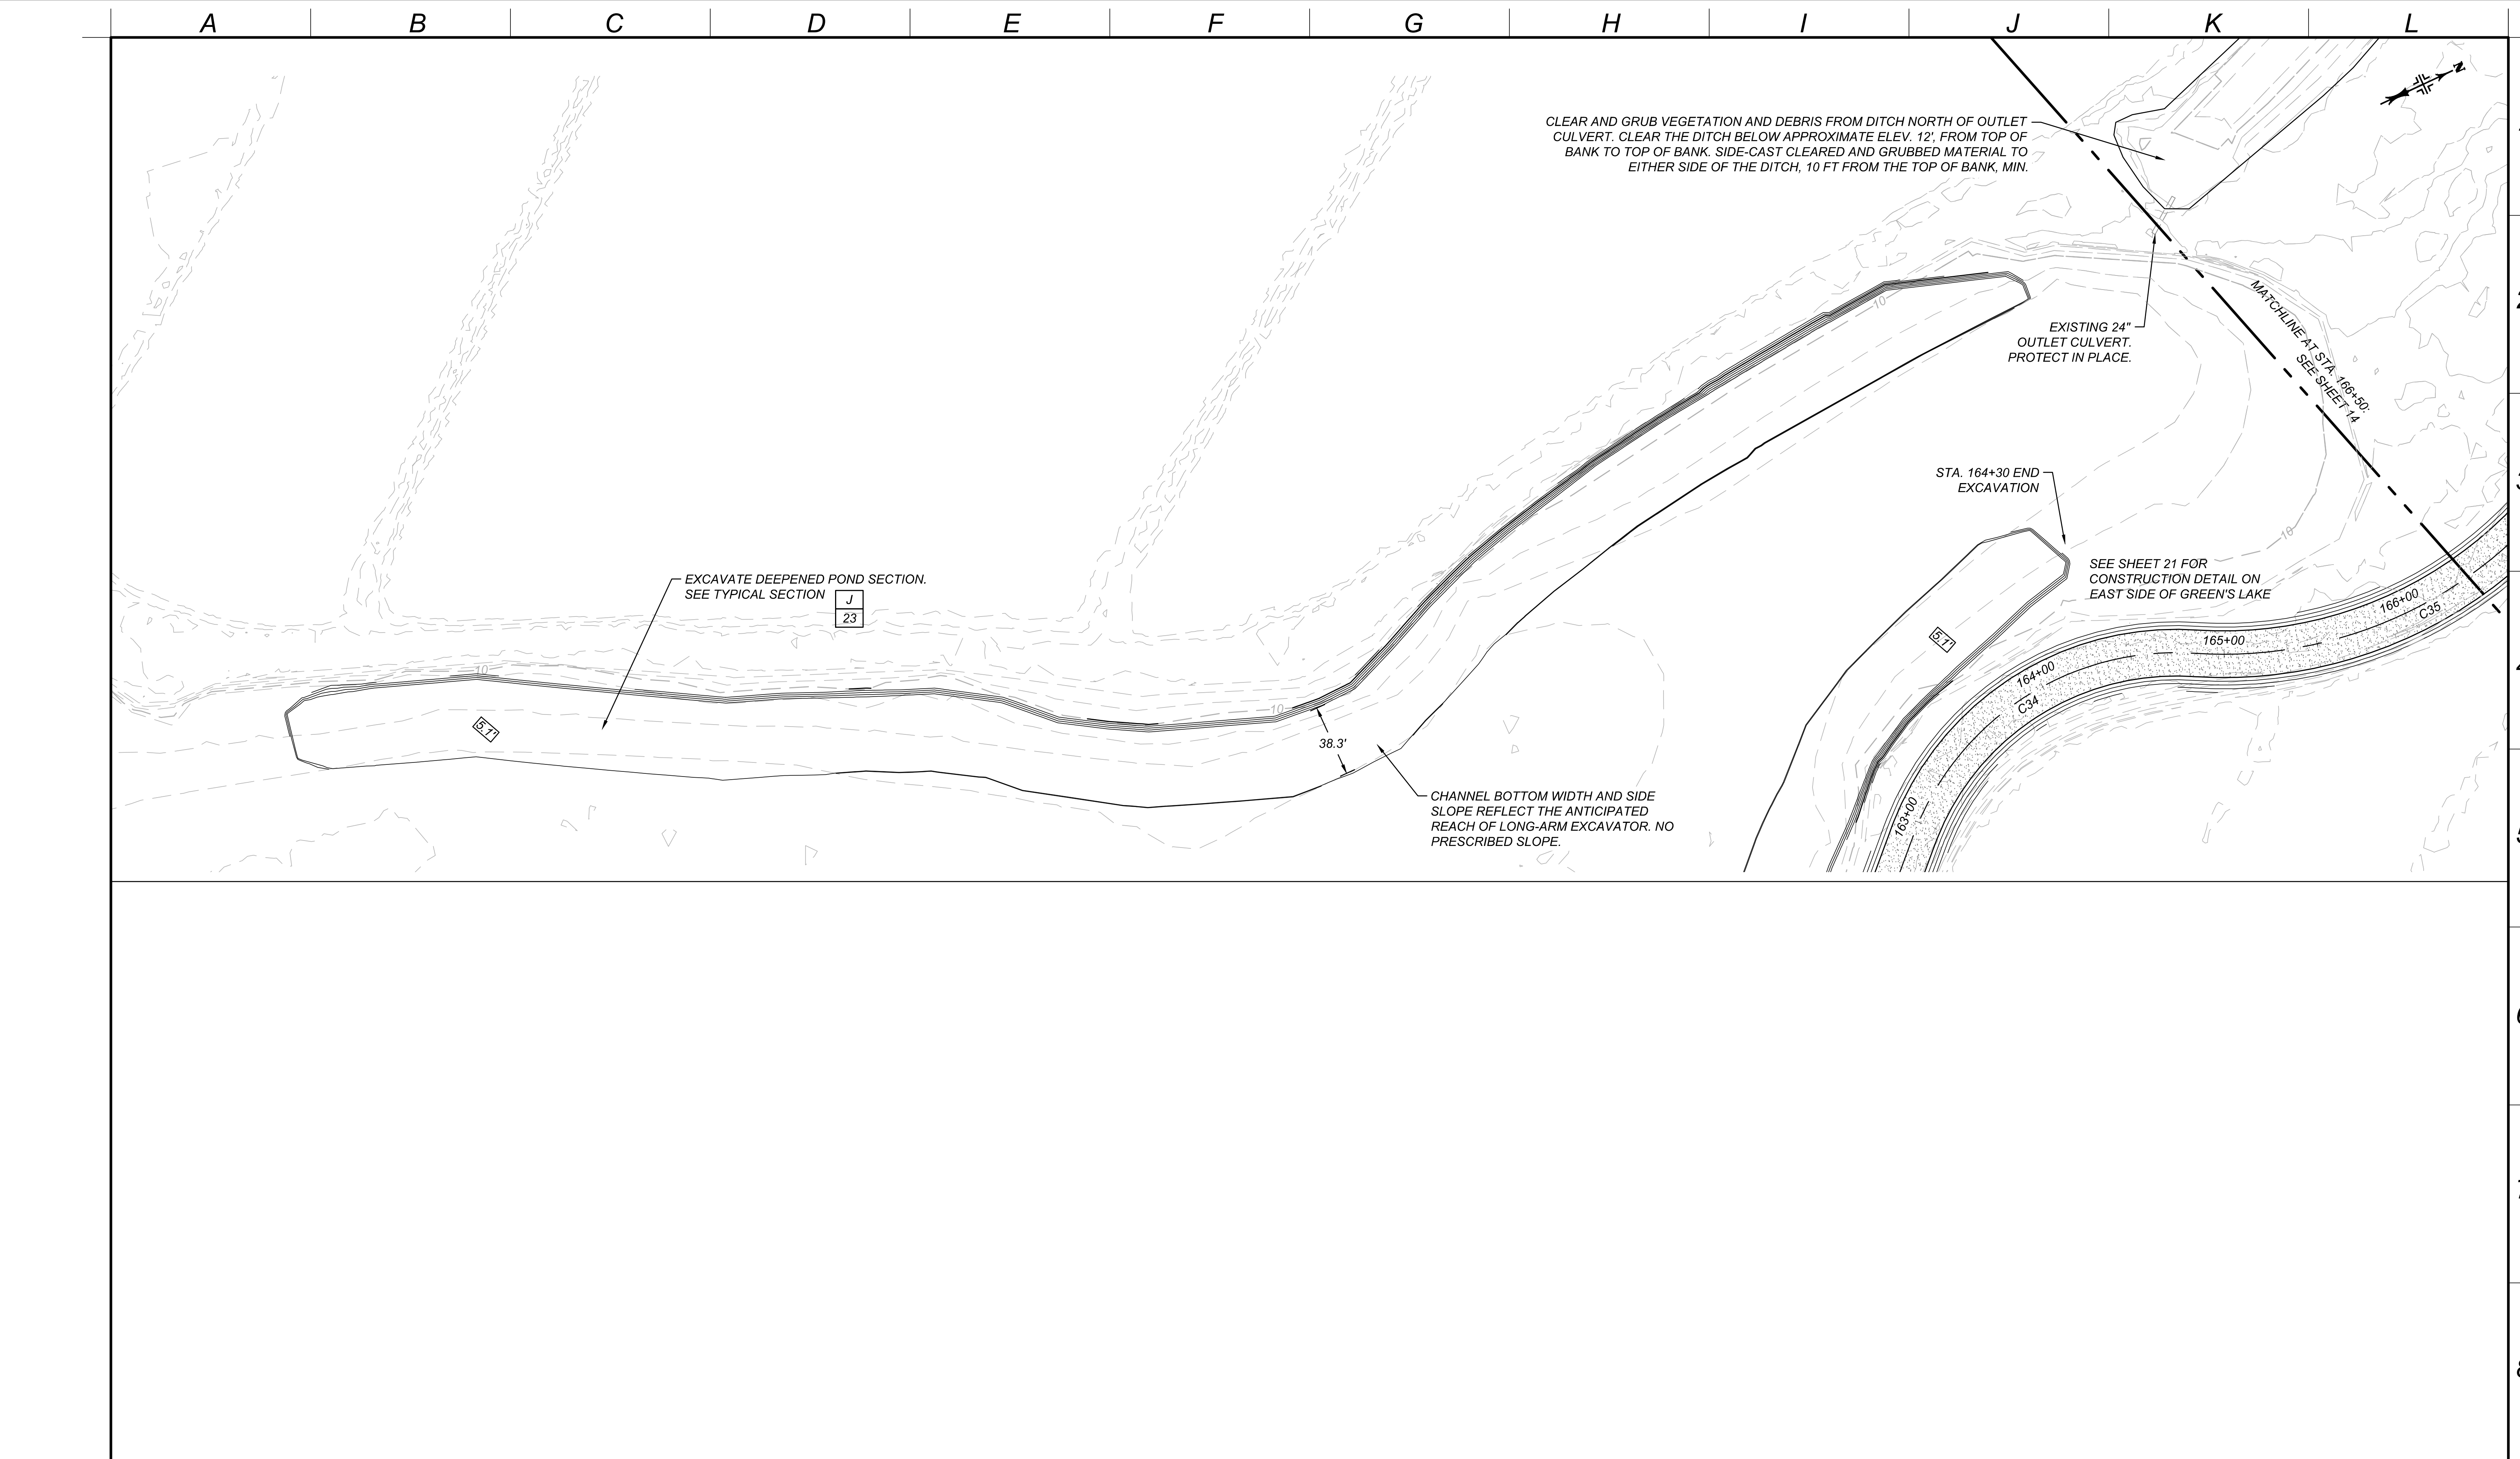 A B C D E F G H I J K L
N
CLEAR AND GRUB VEGETATION AND DEBRIS FROM DITCH NORTH OF OUTLET
CULVERT. CLEAR THE DITCH BELOW APPROXIMATE ELEV. 12', FROM TOP OF
BANK TO TOP OF BANK. SIDE-CAST CLEARED AND GRUBBED MATERIAL TO
EITHER SIDE OF THE DITCH, 10 FT FROM THE TOP OF BANK, MIN.
10
EXISTING 24"
OUTLET CULVERT.
PROTECT IN PLACE.
MATCHLINE AT STA. 166+50:
SEE SHEET 14
STA. 164+30 END
EXCAVATION
10
SEE SHEET 21 FOR
CONSTRUCTION DETAIL ON
EAST SIDE OF GREEN'S LAKE
EXCAVATE DEEPENED POND SECTION.
SEE TYPICAL SECTION
J
23
166+00
C35
165+00
5.1'
164+00
C34
10
10
5.1'
38.3'
163+00
CHANNEL BOTTOM WIDTH AND SIDE
SLOPE REFLECT THE ANTICIPATED
REACH OF LONG-ARM EXCAVATOR. NO
PRESCRIBED SLOPE.